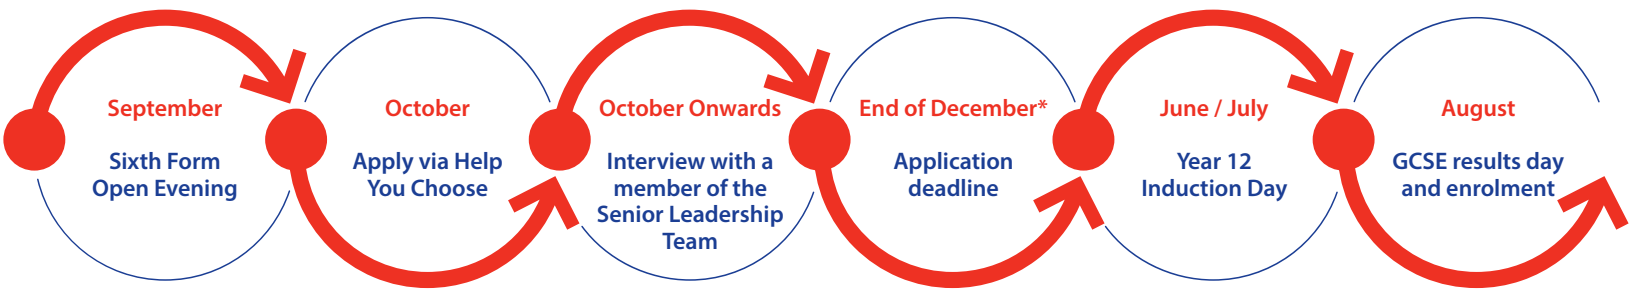 September
Sixth Form
Open Evening
October
Apply via Help
You Choose
October Onwards
Interview with a
member of the
Senior Leadership
Team
End of December*
Application
deadline
June / July
Year 12
Induction Day
August
GCSE results day
and enrolment